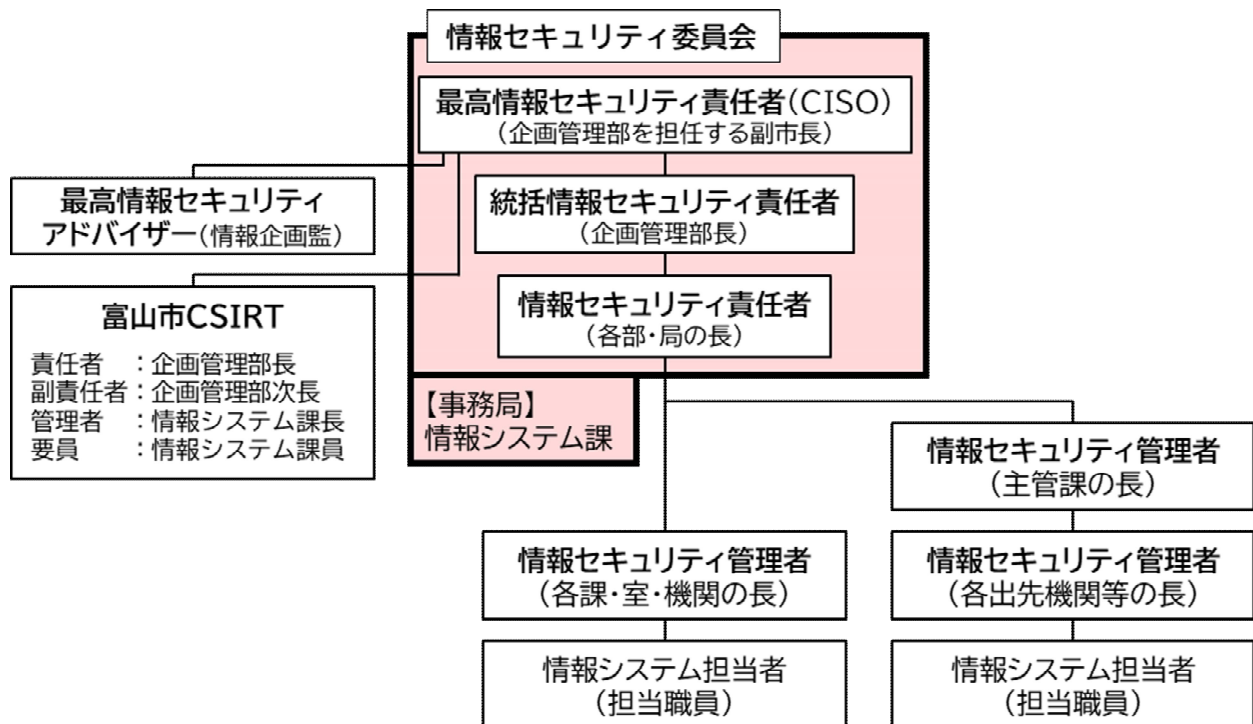 情報セキュリティ委員会
最高情報セキュリティ責任者(CISO)
(企画管理部を担任する副市長)
最高情報セキュリティ
アドバイザー(情報企画監)
統括情報セキュリティ責任者
(企画管理部長)
情報セキュリティ責任者
(各部・局の長)
富山市CSIRT
責任者 :企画管理部長
副責任者:企画管理部次長
管理者 :情報システム課長
要員 :情報システム課員
【事務局】
情報システム課
情報セキュリティ管理者
(主管課の長)
情報セキュリティ管理者
(各課・室・機関の長)
情報セキュリティ管理者
(各出先機関等の長)
情報システム担当者
(担当職員)
情報システム担当者
(担当職員)